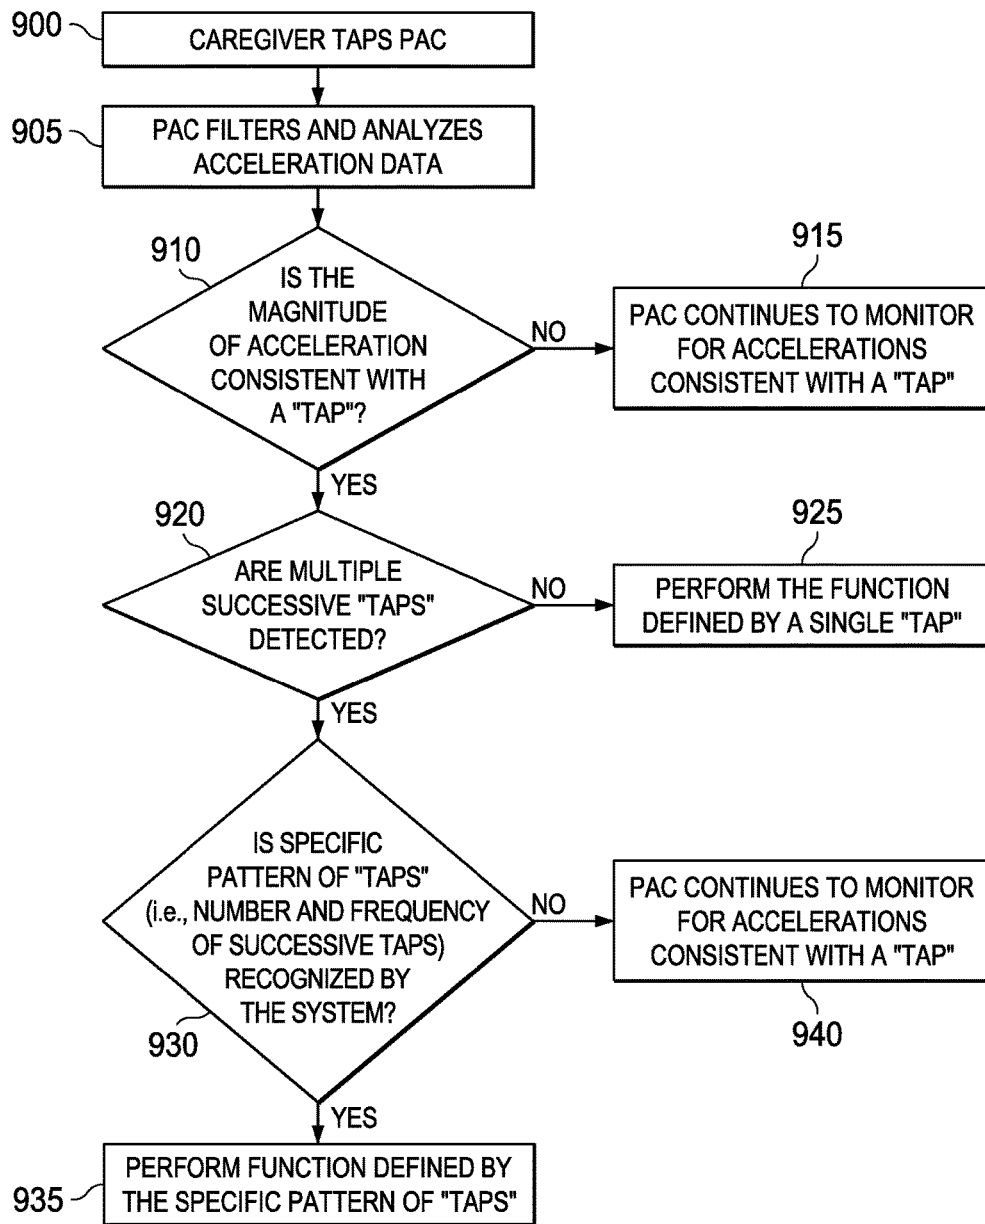 900
CAREGIVER TAPS PAC
905
PAC FILTERS AND ANALYZES
ACCELERATION DATA
910
IS THE
MAGNITUDE
OF ACCELERATION
CONSISTENT WITH
A "TAP"?
NO
915
PAC CONTINUES TO MONITOR
FOR ACCELERATIONS
CONSISTENT WITH A "TAP"
YES
920
ARE MULTIPLE
SUCCESSIVE "TAPS"
DETECTED?
NO
925
PERFORM THE FUNCTION
DEFINED BY A SINGLE "TAP"
YES
IS SPECIFIC
PATTERN OF "TAPS"
(i.e., NUMBER AND FREQUENCY
OF SUCCESSIVE TAPS)
RECOGNIZED BY
THE SYSTEM?
930
NO
PAC CONTINUES TO MONITOR
FOR ACCELERATIONS
CONSISTENT WITH A "TAP"
940
YES
935
PERFORM FUNCTION DEFINED BY
THE SPECIFIC PATTERN OF "TAPS"